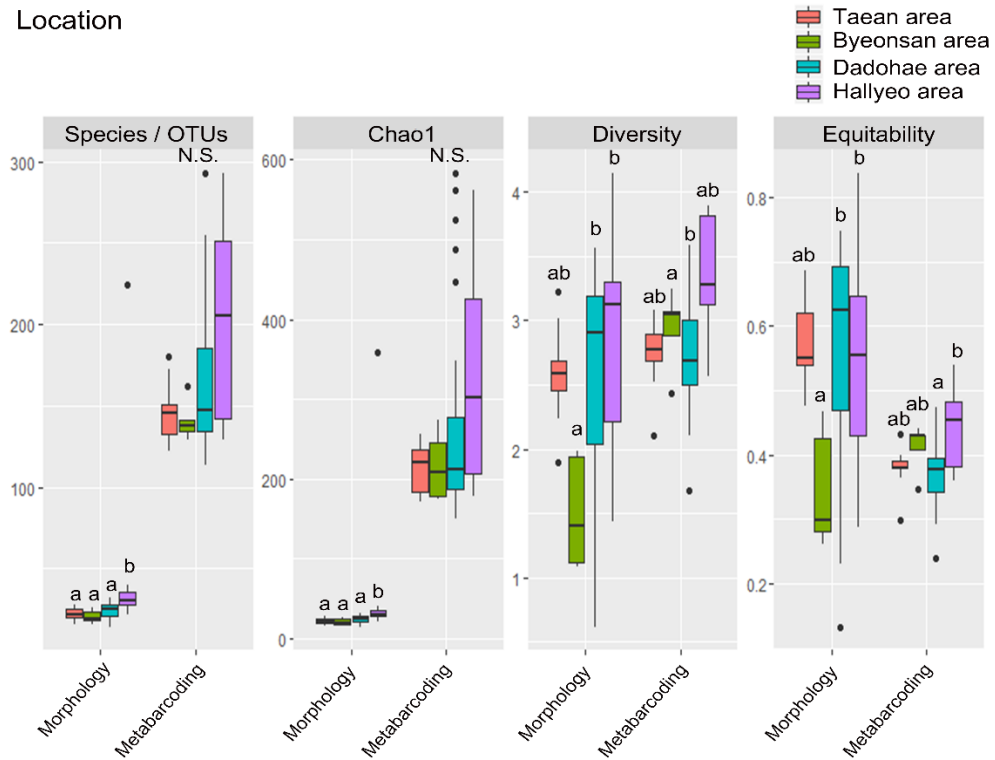 Location
Taean area
Byeonsan area
Dadohae area
Hallyeo area
Species / OTUs
N.S.
300
200
100
a a a b
Morphology
Metabarcoding
Chao1
N.S.
600
400
200
0
a a a b
Morphology
Metabarcoding
Diversity
4
3
2
1
ab a b b
ab a b ab
Morphology
Metabarcoding
Equitability
0.8
0.6
0.4
0.2
ab a b b
ab ab a b
Morphology
Metabarcoding